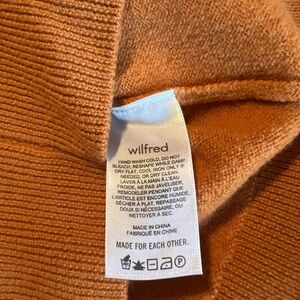 wilfred
HAND WASH COLD, DO NOT
BLEACH, RESHAPE WHILE DAMP,
DRY FLAT, COOL IRON ONLY IF
NEEDED, OR DRY CLEAN.
LAVER À LA MAIN À L'EAU
FROIDE, NE PAS JAVELISER,
REMODELER PENDANT QUE
L'ARTICLE EST ENCORE HUMIDE,
SÉCHER À PLAT, REPASSAGE
DOUX SI NÉCESSAIRE, OU
NETTOYER À SEC.
MADE IN CHINA
FABRIQUÉ EN CHINE
MADE FOR EACH OTHER.